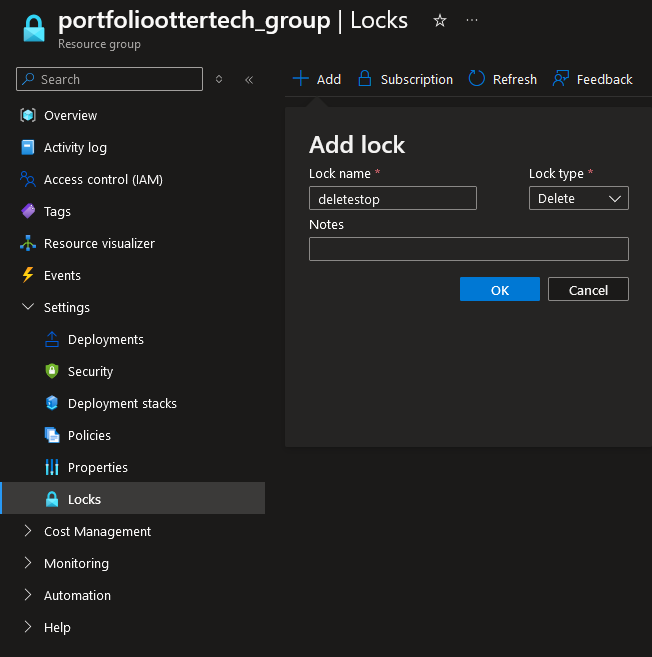 portfolioottertech_group | Locks ☆ ···
Resource group
Search
Overview
Activity log
Access control (IAM)
Tags
Resource visualizer
Events
Settings
Deployments
Security
Deployment stacks
Policies
Properties
Locks
Cost Management
Monitoring
Automation
Help
Add Subscription Refresh Feedback
Add lock
Lock name * Lock type *
deletestop Delete
Notes
OK Cancel